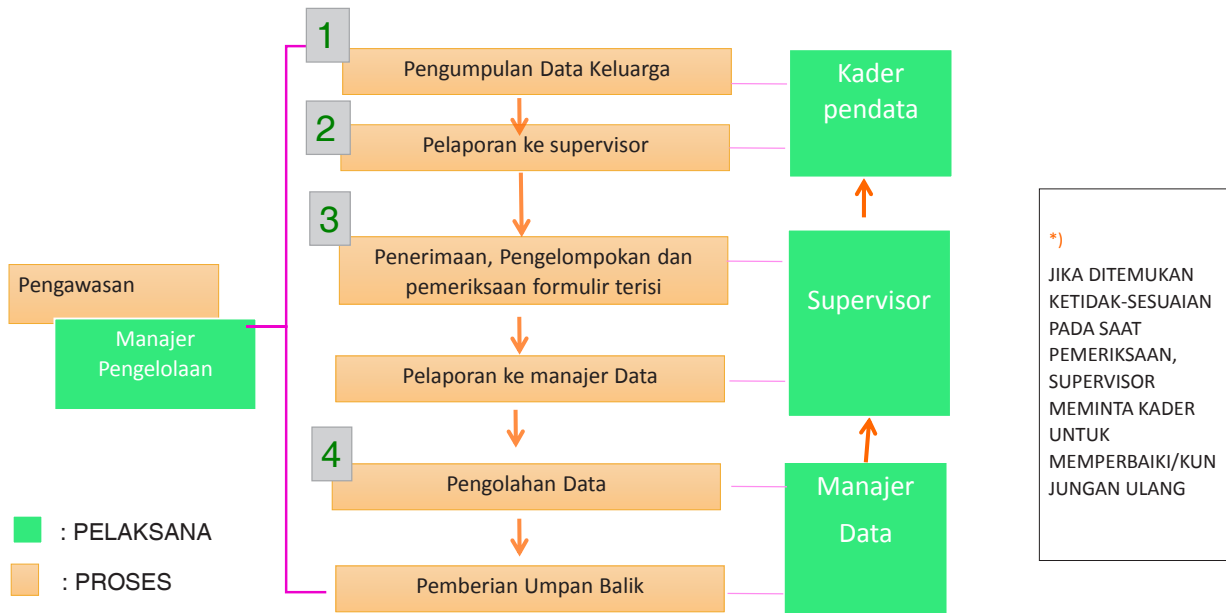 1
Pengumpulan Data Keluarga
Kader
pendata
2
Pelaporan ke supervisor
3
Penerimaan, Pengelompokan dan
pemeriksaan formulir terisi
Supervisor
Pengawasan
Manajer
Pengelolaan
Pelaporan ke manajer Data
4
Pengolahan Data
Manajer
Data
Pemberian Umpan Balik
: PELAKSANA
: PROSES
*)
JIKA DITEMUKAN
KETIDAK-SESUAIAN
PADA SAAT
PEMERIKSAAN,
SUPERVISOR
MEMINTA KADER
UNTUK
MEMPERBAIKI/KUN
JUNGAN ULANG